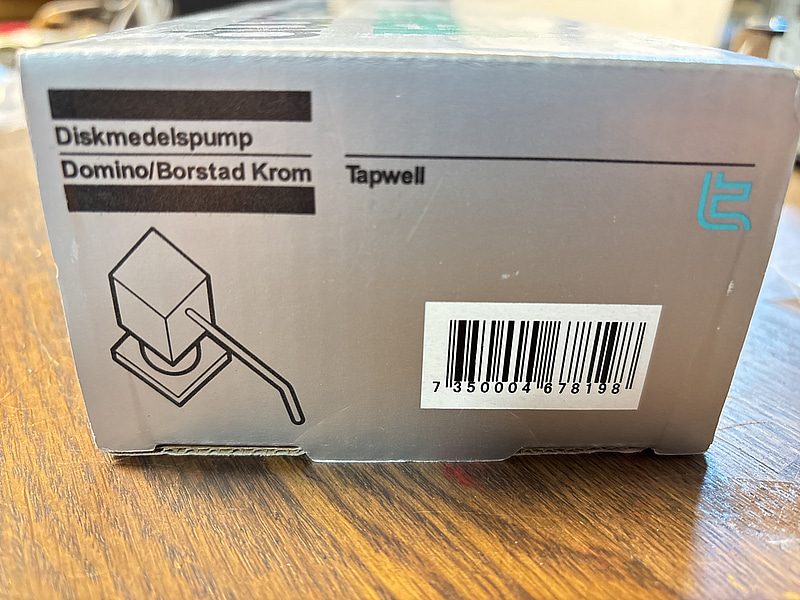 Diskmedelspump
Domino/Borstad Krom
Tapwell
7 350004 678198